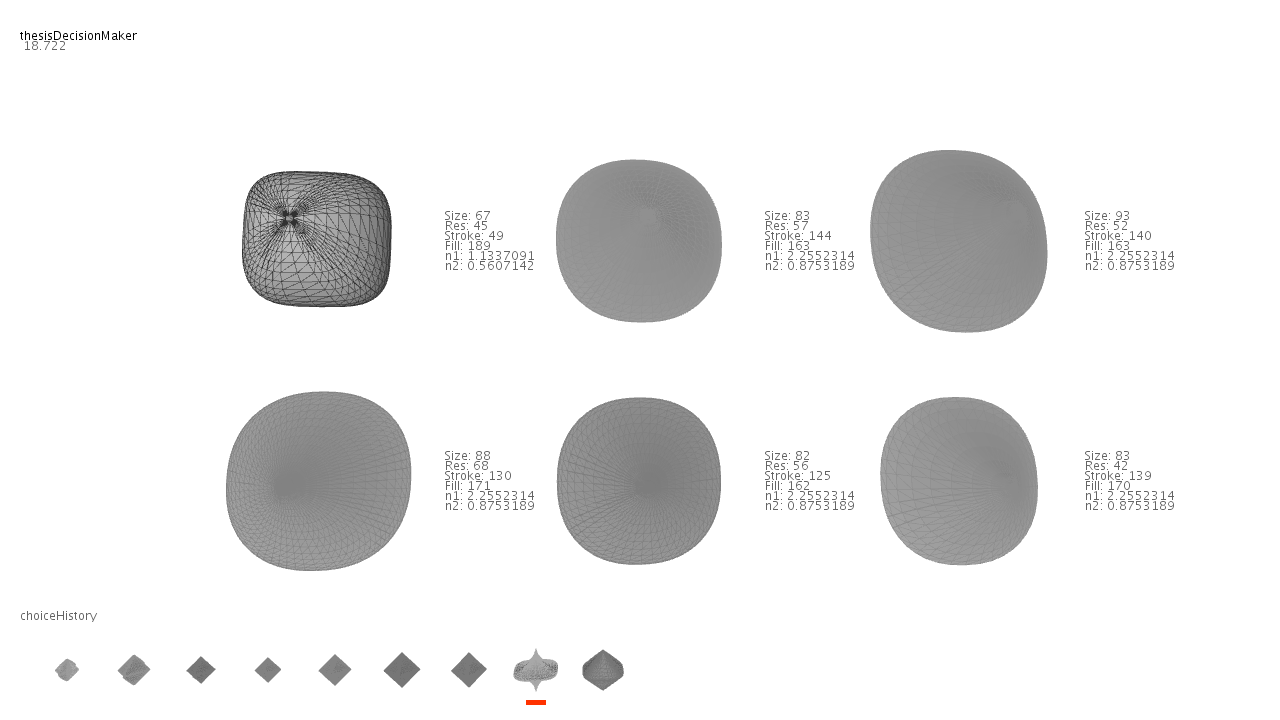 thesisDecisionMaker
18.722
Size: 67
Res: 45
Stroke: 49
Fill: 189
n1: 1.1337091
n2: 0.5607142
Size: 83
Res: 57
Stroke: 144
Fill: 163
n1: 2.2552314
n2: 0.8753189
Size: 93
Res: 52
Stroke: 140
Fill: 163
n1: 2.2552314
n2: 0.8753189
Size: 88
Res: 68
Stroke: 130
Fill: 171
n1: 2.2552314
n2: 0.8753189
Size: 82
Res: 56
Stroke: 125
Fill: 162
n1: 2.2552314
n2: 0.8753189
Size: 83
Res: 42
Stroke: 139
Fill: 170
n1: 2.2552314
n2: 0.8753189
choiceHistory